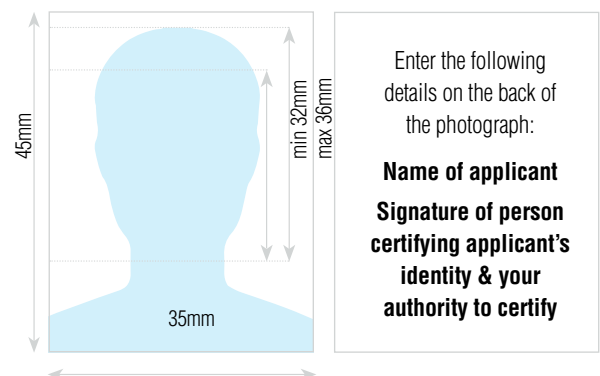 45mm
min 32mm
max 36mm
35mm
Enter the following
details on the back of
the photograph:
Name of applicant
Signature of person
certifying applicant's
identity & your
authority to certify